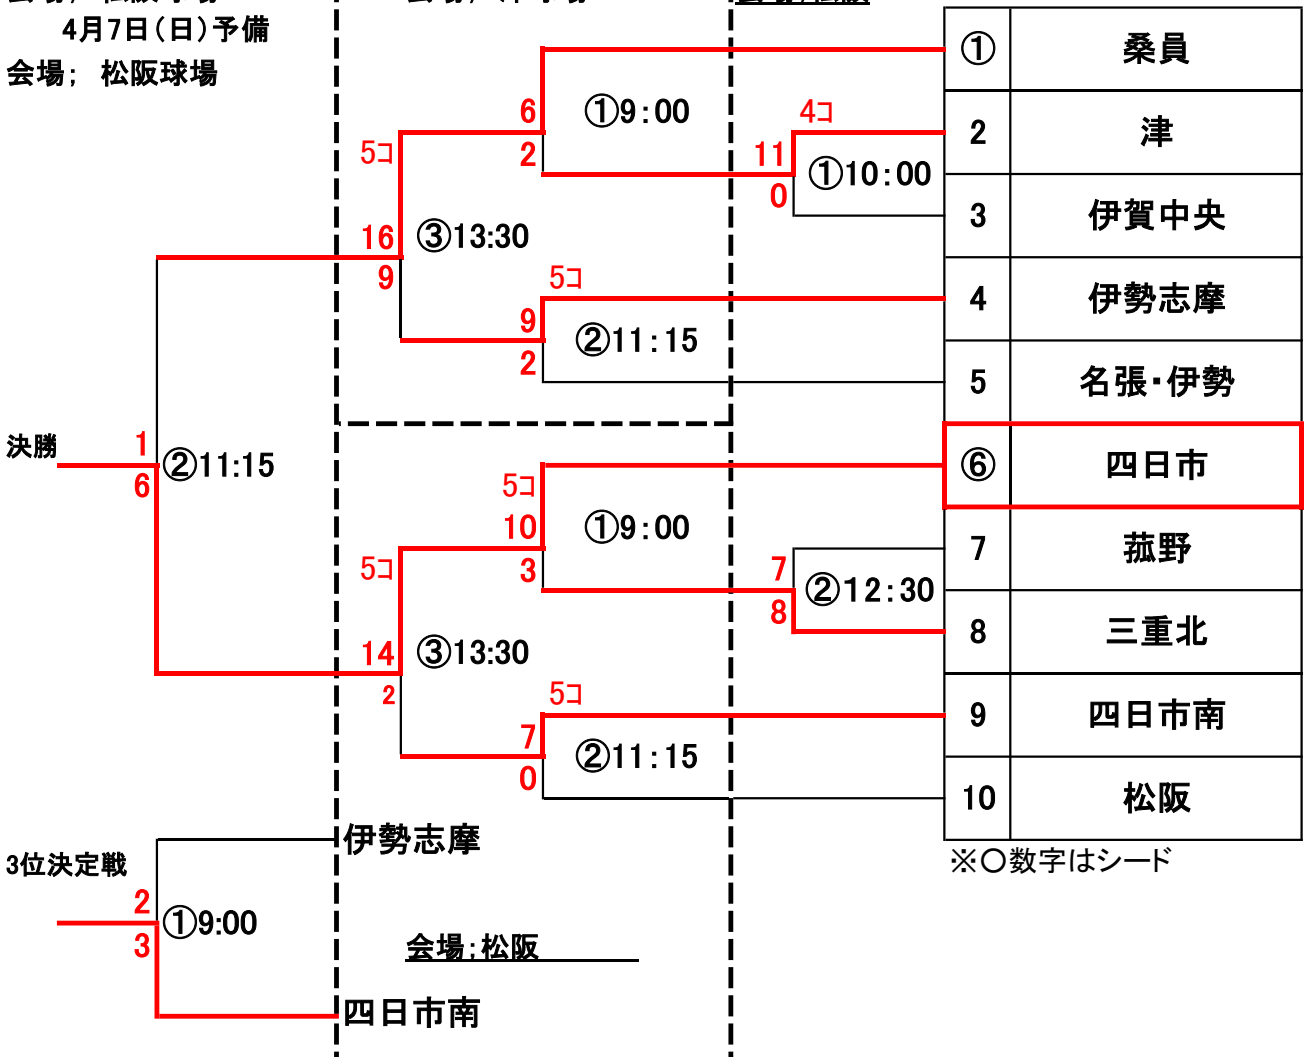 4月7日(日)予備
会場; 松阪球場
① 桑員
6
①9:00
4コ
2 津
5コ
2
11
①10:00
0
3 伊賀中央
16
③13:30
9
5コ
4 伊勢志摩
9
②11:15
2
5 名張・伊勢
決勝
1
②11:15
6
⑥ 四日市
5コ
10
①9:00
7 菰野
5コ
3
7
②12:30
8
8 三重北
14
③13:30
2
5コ
9 四日市南
7
②11:15
0
10 松阪
伊勢志摩
※○数字はシード
3位決定戦
2
①9:00
3
会場;松阪
四日市南